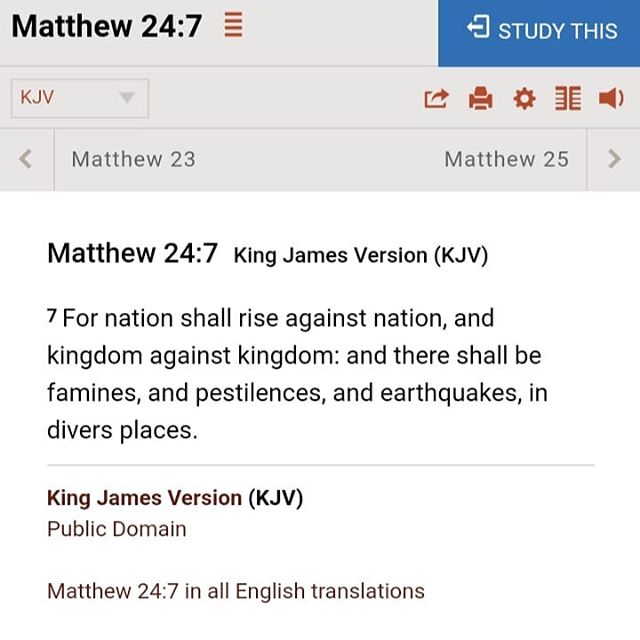 Matthew 24:7
STUDY THIS
KJV
Matthew 23
Matthew 25
Matthew 24:7 King James Version (KJV)
7 For nation shall rise against nation, and
kingdom against kingdom: and there shall be
famines, and pestilences, and earthquakes, in
divers places.
King James Version (KJV)
Public Domain
Matthew 24:7 in all English translations